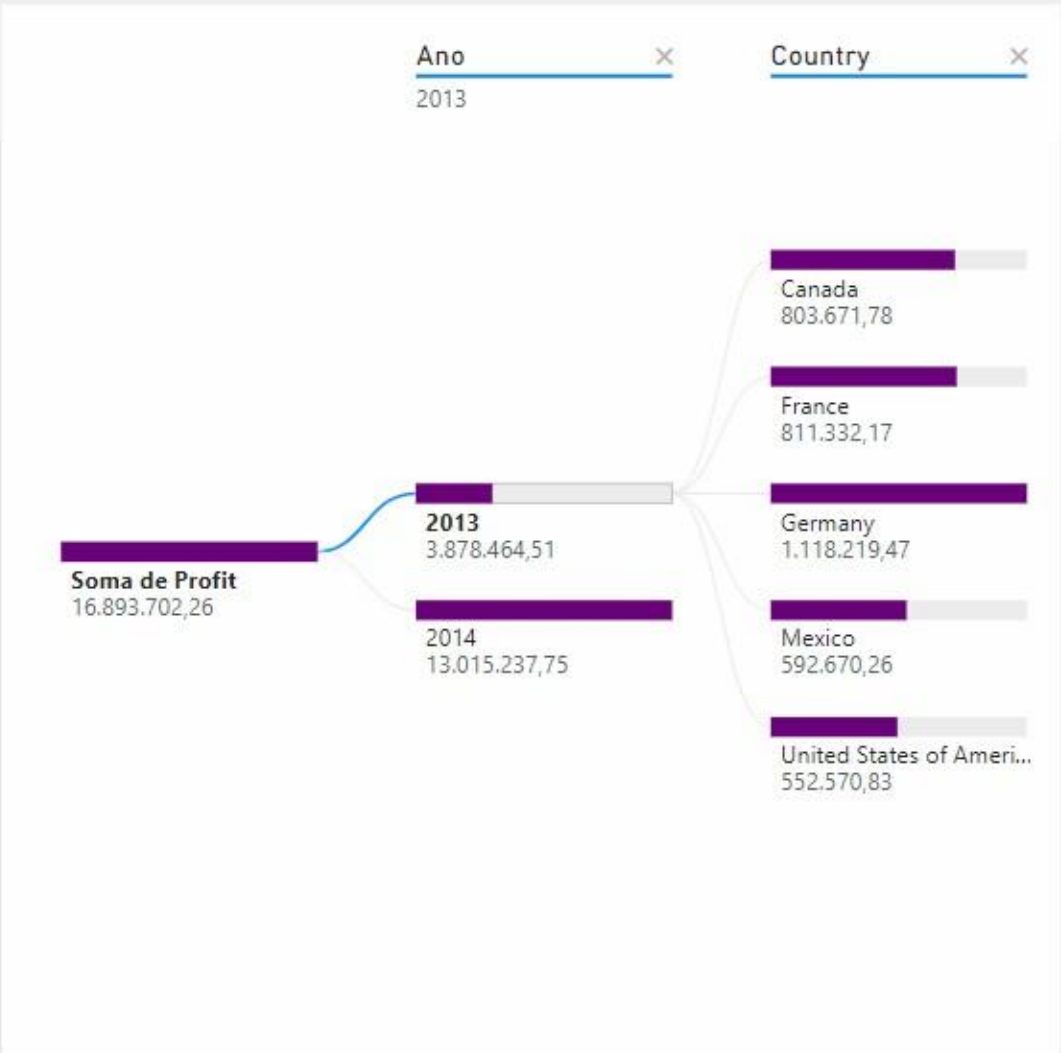 Ano
Country
2013
Canada
803.671,78
France
811.332,17
2013
3.878.464,51
Germany
1.118.219,47
Soma de Profit
16.893.702,26
2014
13.015.237,75
Mexico
592.670,26
United States of Ameri...
552.570,83